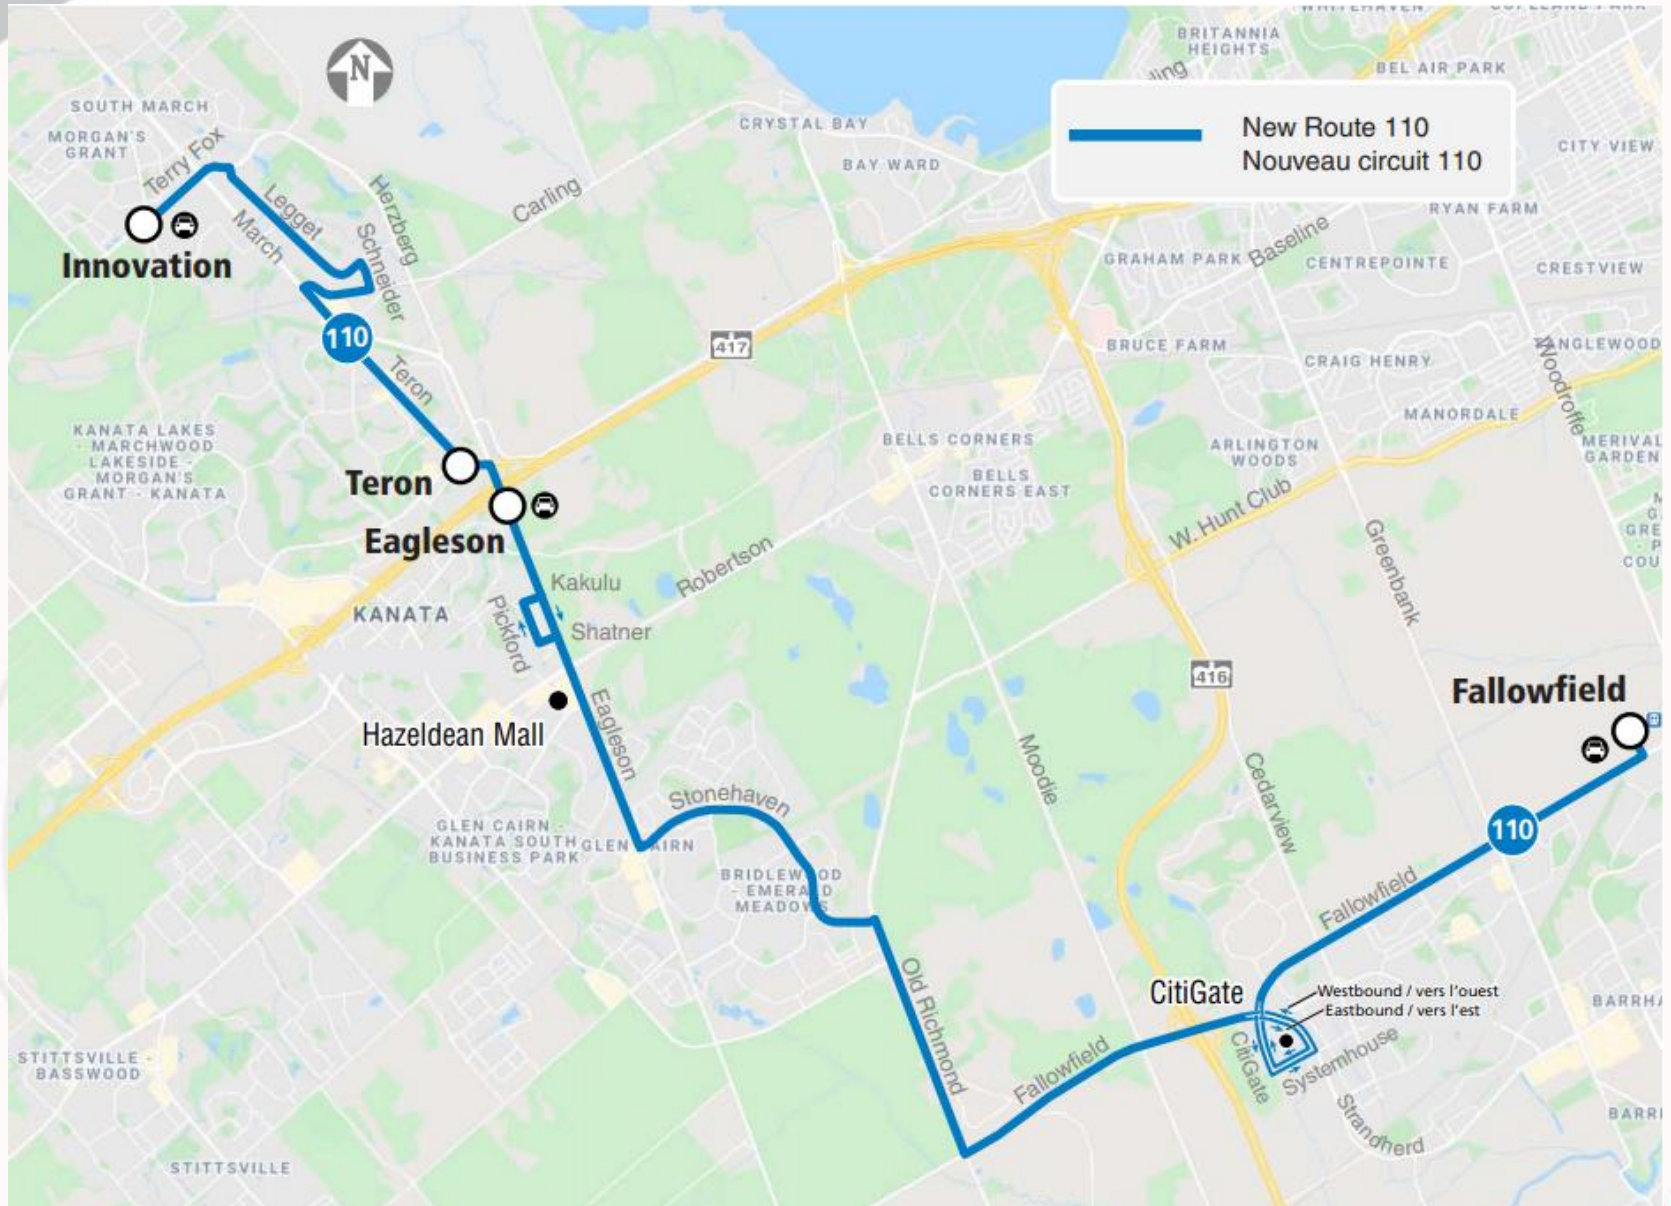 BRITANNIA
HEIGHTS
BEL AIR PARK
SOUTH MARCH
MORGAN'S
GRANT
CRYSTAL BAY
BAY WARD
New Route 110
Nouveau circuit 110
CITY VIEW
RYAN FARM
N
Terry Fox
Legget
March
Herzberg
Schneider
Carling
Innovation
Baseline
GRAHAM PARK
CENTREPOINTE
CRESTVIEW
110
Teron
417
BRUCE FARM
CRAIG HENRY
Woodroffe
MANORDALE
KANATA LAKES
- MARCHWOOD
LAKESIDE -
MORGAN'S
GRANT - KANATA
BELLS CORNERS
BELLS
CORNERS EAST
ARLINGTON
WOODS
W. Hunt Club
Greenbank
Teron
Eagleson
Kakulu
Robertson
KANATA
Pickford
Shatner
416
Fallowfield
Hazeldean Mall
Eagleson
Moodie
Cedarview
Stonehaven
110
GLEN CAIRN -
KANATA SOUTH
BUSINESS PARK
BRIDLEWOOD
- EMERALD
MEADOWS
Fallowfield
Old Richmond
CitiGate
Westbound / vers l'ouest
Eastbound / vers l'est
CitiGate
Systemhouse
Fallowfield
Strandherd
STITTSVILLE -
BASSWOOD
STITTSVILLE